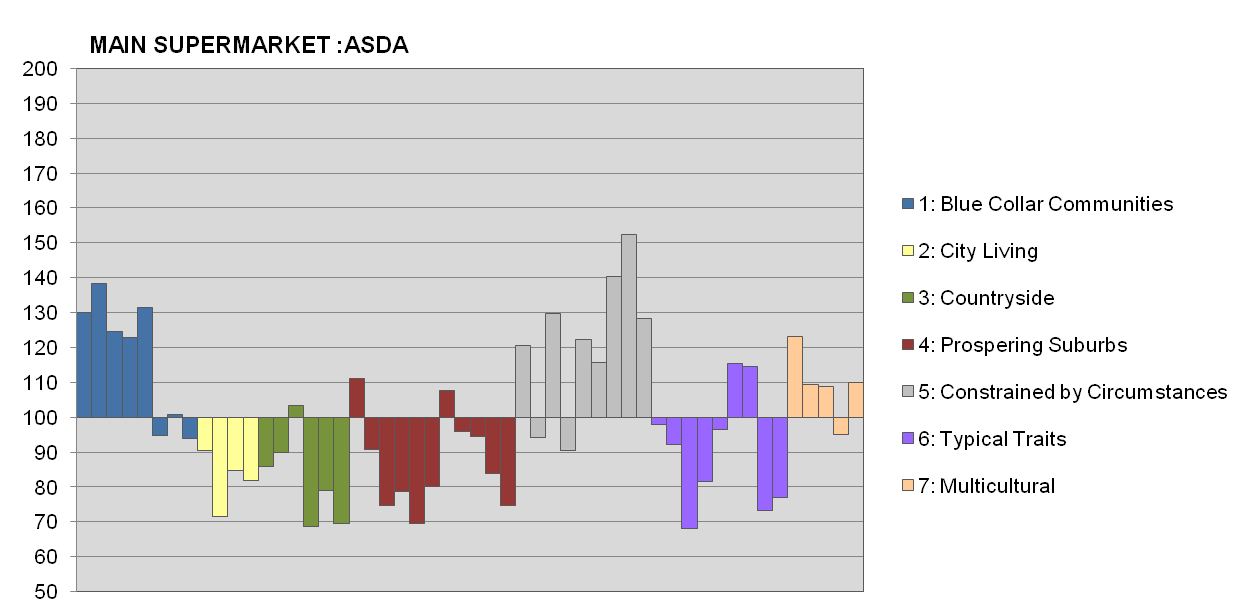 MAIN SUPERMARKET :ASDA
200
190
180
170
160
150
140
130
120
110
100
90
80
70
60
50
1: Blue Collar Communities
2: City Living
3: Countryside
4: Prospering Suburbs
5: Constrained by Circumstances
6: Typical Traits
7: Multicultural